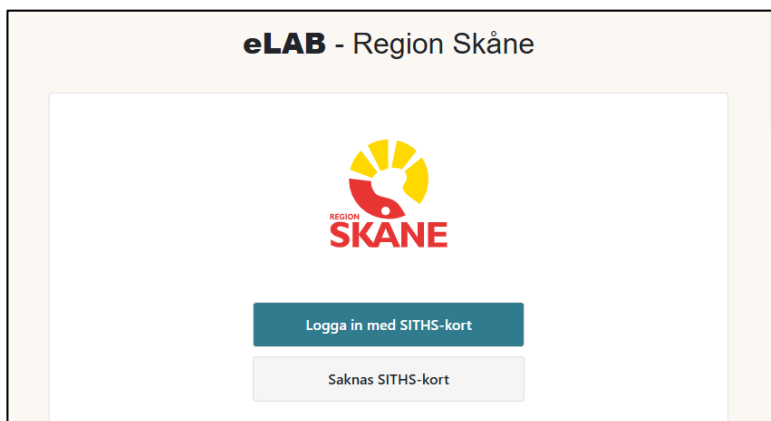 eLAB - Region Skåne
REGION
SKÅNE
Logga in med SITHS-kort
Saknas SITHS-kort